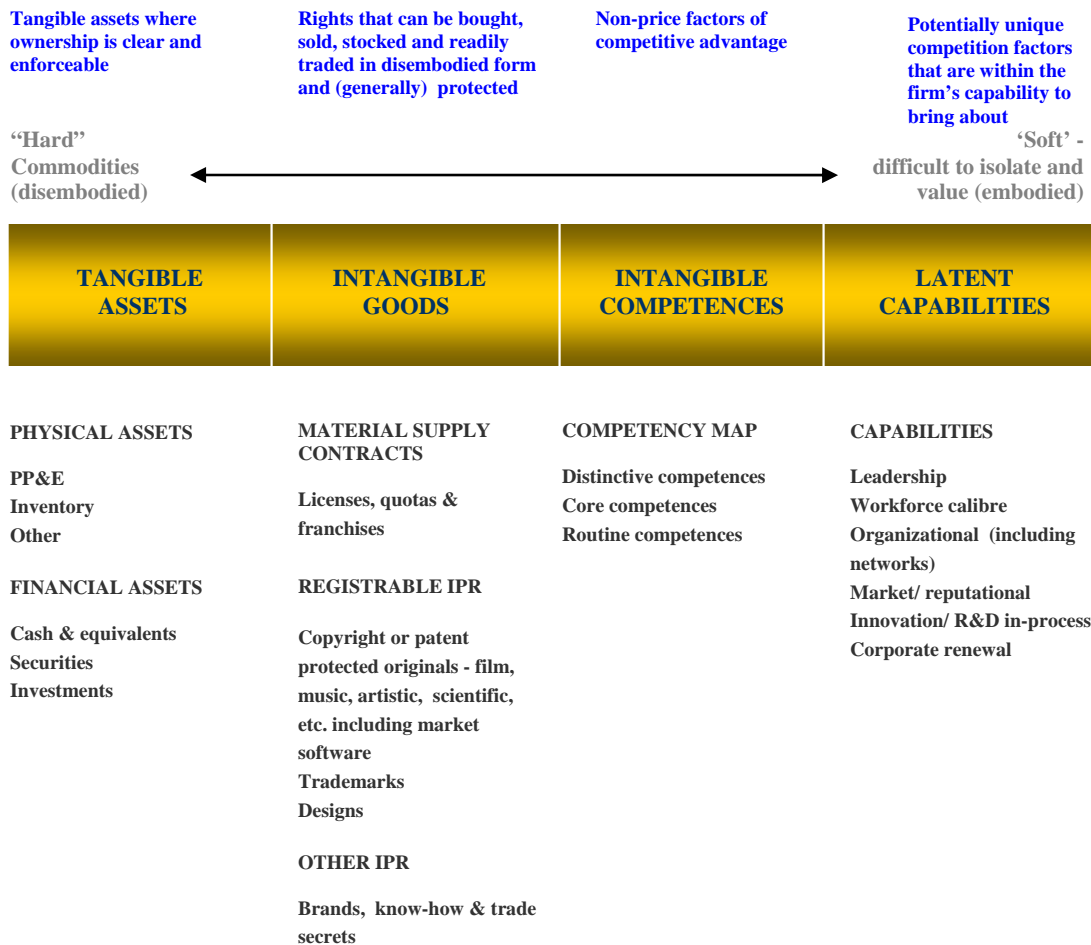 Tangible assets where
ownership is clear and
enforceable
Rights that can be bought,
sold, stocked and readily
traded in disembodied form
and (generally)  protected
Non-price factors of
competitive advantage
Potentially unique
competition factors
that are within the
firm’s capability to
bring about
“Hard”
Commodities
(disembodied)
‘Soft’ -
difficult to isolate and
value (embodied)
TANGIBLE
ASSETS
INTANGIBLE
GOODS
INTANGIBLE
COMPETENCES
LATENT
CAPABILITIES
PHYSICAL ASSETS
PP&E
Inventory
Other
FINANCIAL ASSETS
Cash & equivalents
Securities
Investments
MATERIAL SUPPLY
CONTRACTS
Licenses, quotas &
franchises
REGISTRABLE IPR
Copyright or patent
protected originals - film,
music, artistic,  scientific,
etc. including market
software
Trademarks
Designs
OTHER IPR
Brands,  know-how & trade
secrets
COMPETENCY MAP
Distinctive competences
Core competences
Routine competences
CAPABILITIES
Leadership
Workforce calibre
Organizational  (including
networks)
Market/ reputational
Innovation/ R&D in-process
Corporate renewal